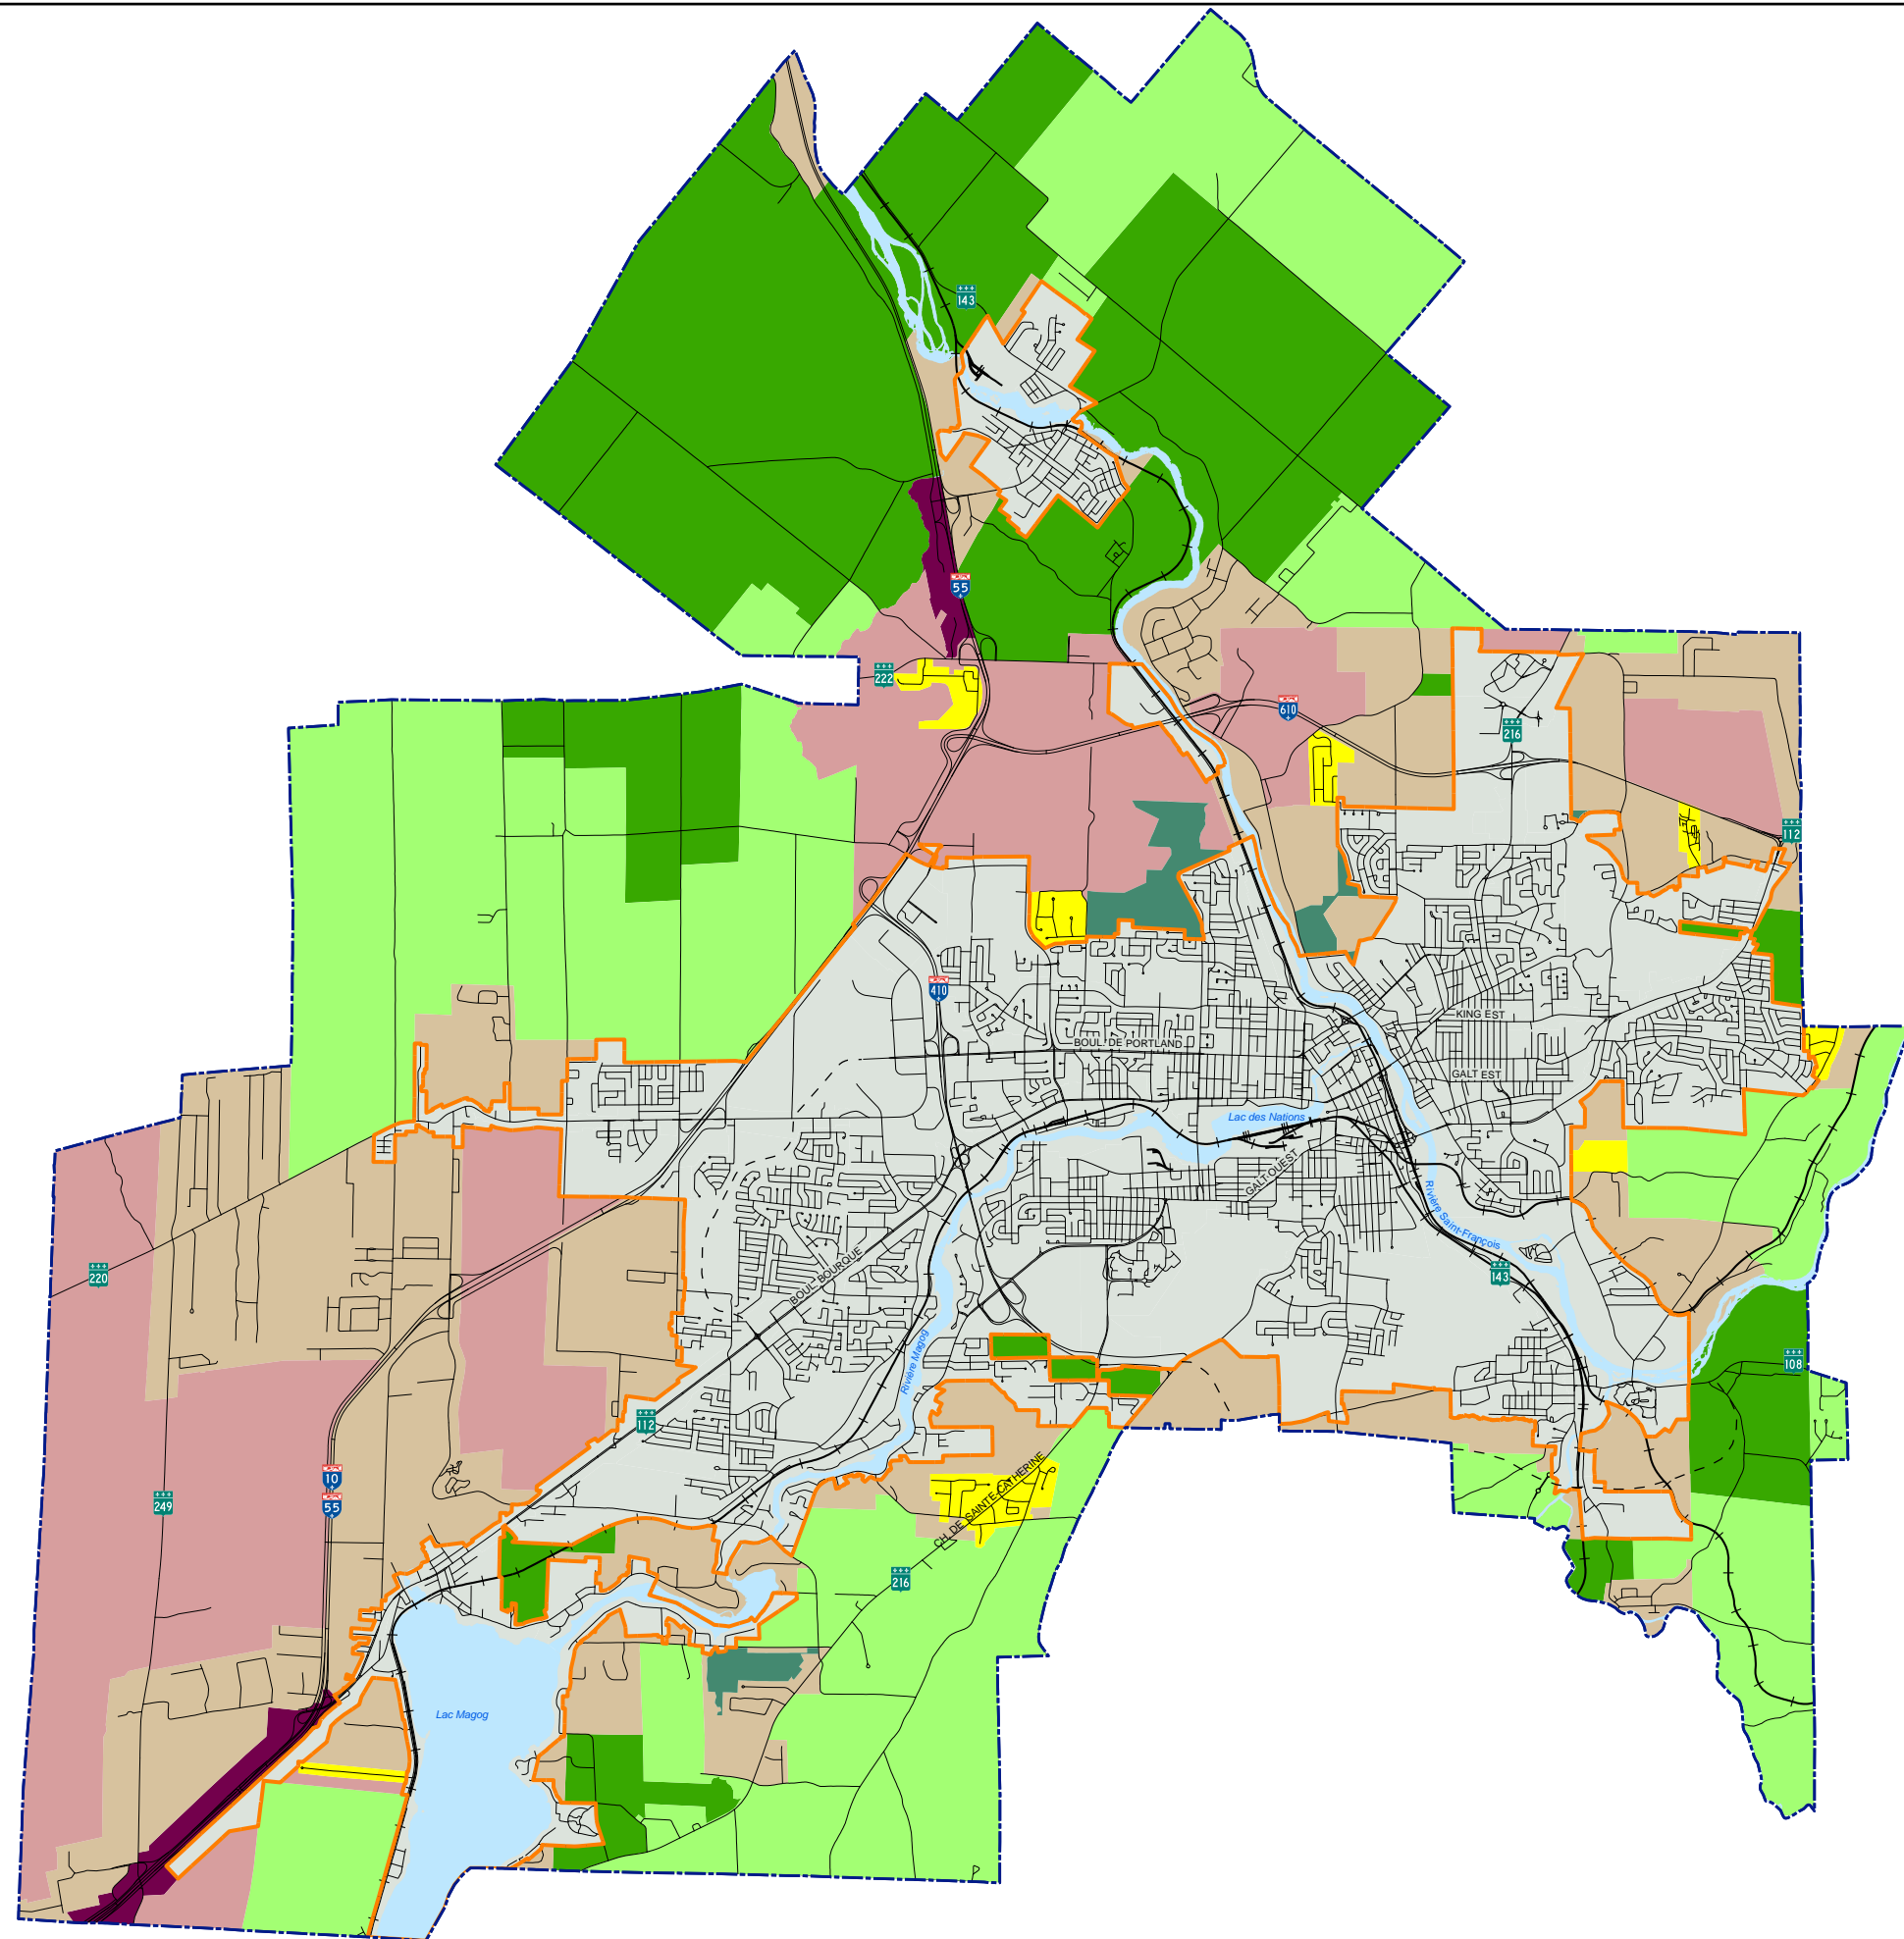 143
55
222
610
216
112
410
KING EST
BOUL. DE PORTLAND
GALT EST
Lac des Nations
GALT OUEST
Rivière Saint-François
220
BOUL. BOURQUE
143
Rivière Magog
108
112
10
55
249
CH. DE SAINTE-CATHERINE
216
Lac Magog